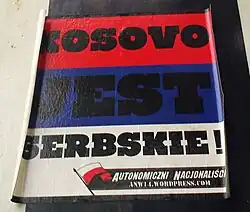 KOSOVO
JEST
SERBSKIE!
AUTONOMICZNI NACJONALIŚCI
ANW14.WORDPRESS.COM